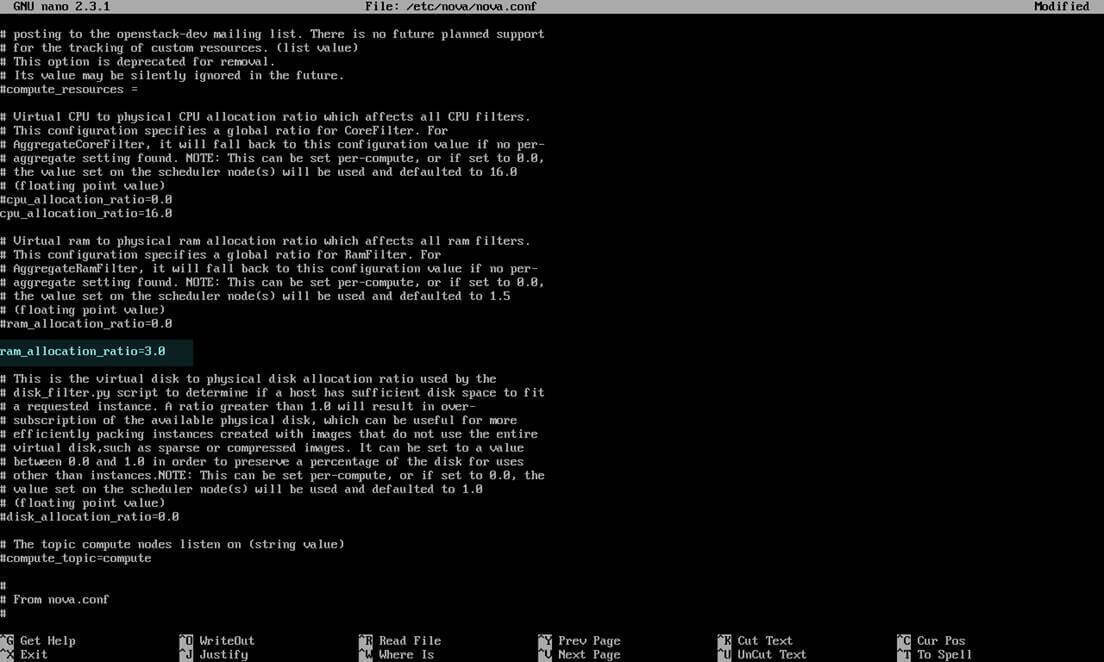 GNU nano 2.3.1 File: /etc/nova/nova.conf Modified
# posting to the openstack-dev mailing list. There is no future planned support
# for the tracking of custom resources. (list value)
# This option is deprecated for removal.
# Its value may be silently ignored in the future.
#compute_resources =
# Virtual CPU to physical CPU allocation ratio which affects all CPU filters.
# This configuration specifies a global ratio for CoreFilter. For
# AggregateCoreFilter, it will fall back to this configuration value if no per-
# aggregate setting found. NOTE: This can be set per-compute, or if set to 0.0,
# the value set on the scheduler node(s) will be used and defaulted to 16.0
# (floating point value)
#cpu_allocation_ratio=0.0
cpu_allocation_ratio=16.0
# Virtual ram to physical ram allocation ratio which affects all ram filters.
# This configuration specifies a global ratio for RamFilter. For
# AggregateRamFilter, it will fall back to this configuration value if no per-
# aggregate setting found. NOTE: This can be set per-compute, or if set to 0.0,
# the value set on the scheduler node(s) will be used and defaulted to 1.5
# (floating point value)
#ram_allocation_ratio=0.0
ram_allocation_ratio=3.0
# This is the virtual disk to physical disk allocation ratio used by the
# disk_filter.py script to determine if a host has sufficient disk space to fit
# a requested instance. A ratio greater than 1.0 will result in over-
# subscription of the available physical disk, which can be useful for more
# efficiently packing instances created with images that do not use the entire
# virtual disk,such as sparse or compressed images. It can be set to a value
# between 0.0 and 1.0 in order to preserve a percentage of the disk for uses
# other than instances.NOTE: This can be set per-compute, or if set to 0.0, the
# value set on the scheduler node(s) will be used and defaulted to 1.0
# (floating point value)
#disk_allocation_ratio=0.0
# The topic compute nodes listen on (string value)
#compute_topic=compute
#
# From nova.conf
#
^G Get Help ^O WriteOut ^R Read File ^Y Prev Page ^K Cut Text ^C Cur Pos
^X Exit ^J Justify ^W Where Is ^V Next Page ^U UnCut Text ^T To Spell